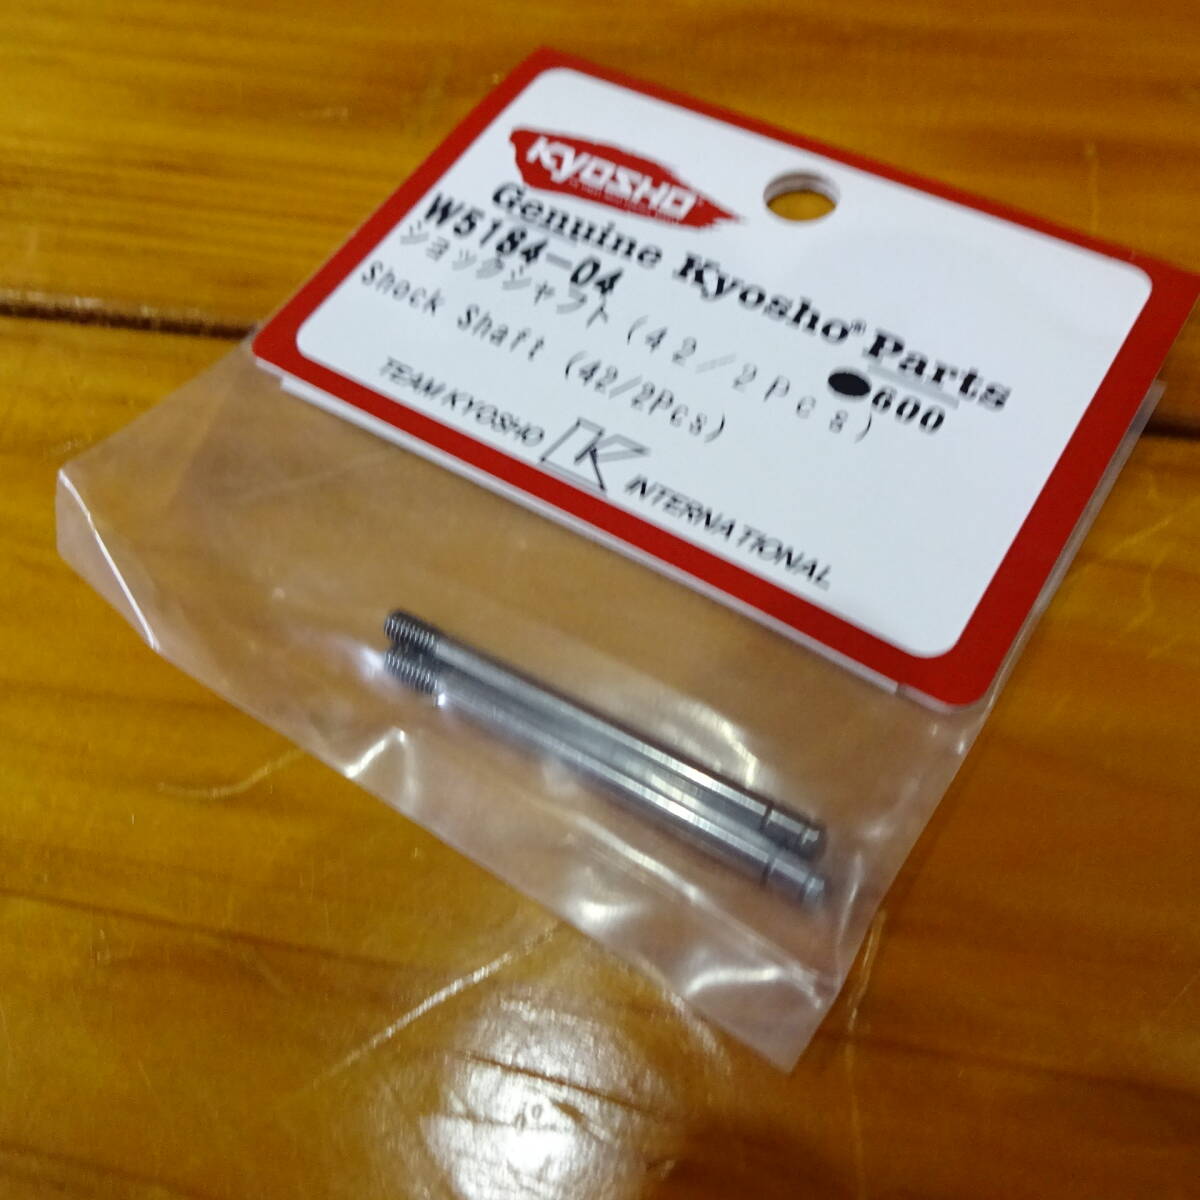 KYOSHO
Genuine Kyosho® Parts
W5184-04 ●600
ショックシャフト (42/2Pcs)
Shock Shaft (42/2Pcs)
TEAM KYOSHO K INTERNATIONAL